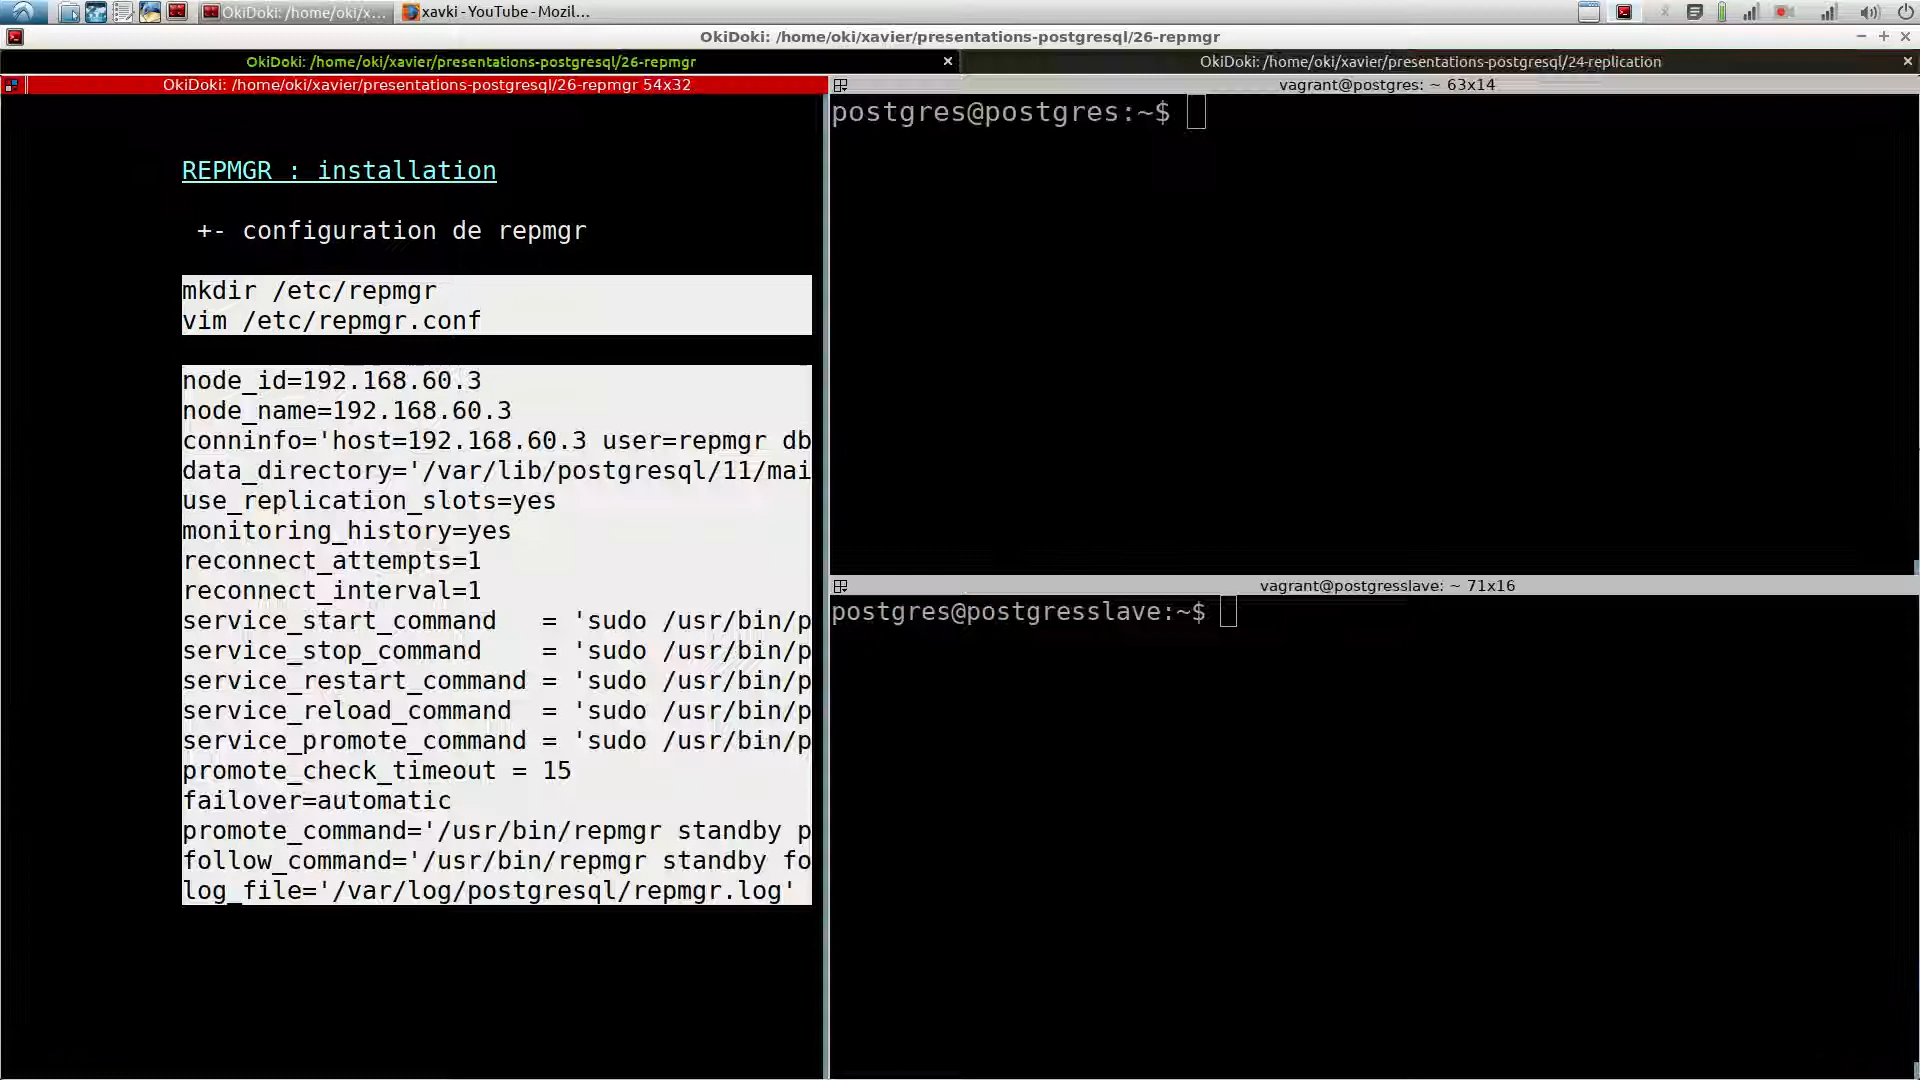 OkiDoki: /home/oki/x...
xavki - YouTube - Mozil...
OkiDoki: /home/oki/xavier/presentations-postgresql/26-repmgr
OkiDoki: /home/oki/xavier/presentations-postgresql/26-repmgr
OkiDoki: /home/oki/xavier/presentations-postgresql/24-replication
OkiDoki: /home/oki/xavier/presentations-postgresql/26-repmgr 54x32
REPMGR : installation
+- configuration de repmgr
mkdir /etc/repmgr
vim /etc/repmgr.conf
node_id=192.168.60.3
node_name=192.168.60.3
conninfo='host=192.168.60.3 user=repmgr db
data_directory='/var/lib/postgresql/11/mai
use_replication_slots=yes
monitoring_history=yes
reconnect_attempts=1
reconnect_interval=1
service_start_command   = 'sudo /usr/bin/p
service_stop_command    = 'sudo /usr/bin/p
service_restart_command = 'sudo /usr/bin/p
service_reload_command  = 'sudo /usr/bin/p
service_promote_command = 'sudo /usr/bin/p
promote_check_timeout = 15
failover=automatic
promote_command='/usr/bin/repmgr standby p
follow_command='/usr/bin/repmgr standby fo
log_file='/var/log/postgresql/repmgr.log'
vagrant@postgres: ~ 63x14
postgres@postgres:~$
vagrant@postgresslave: ~ 71x16
postgres@postgresslave:~$